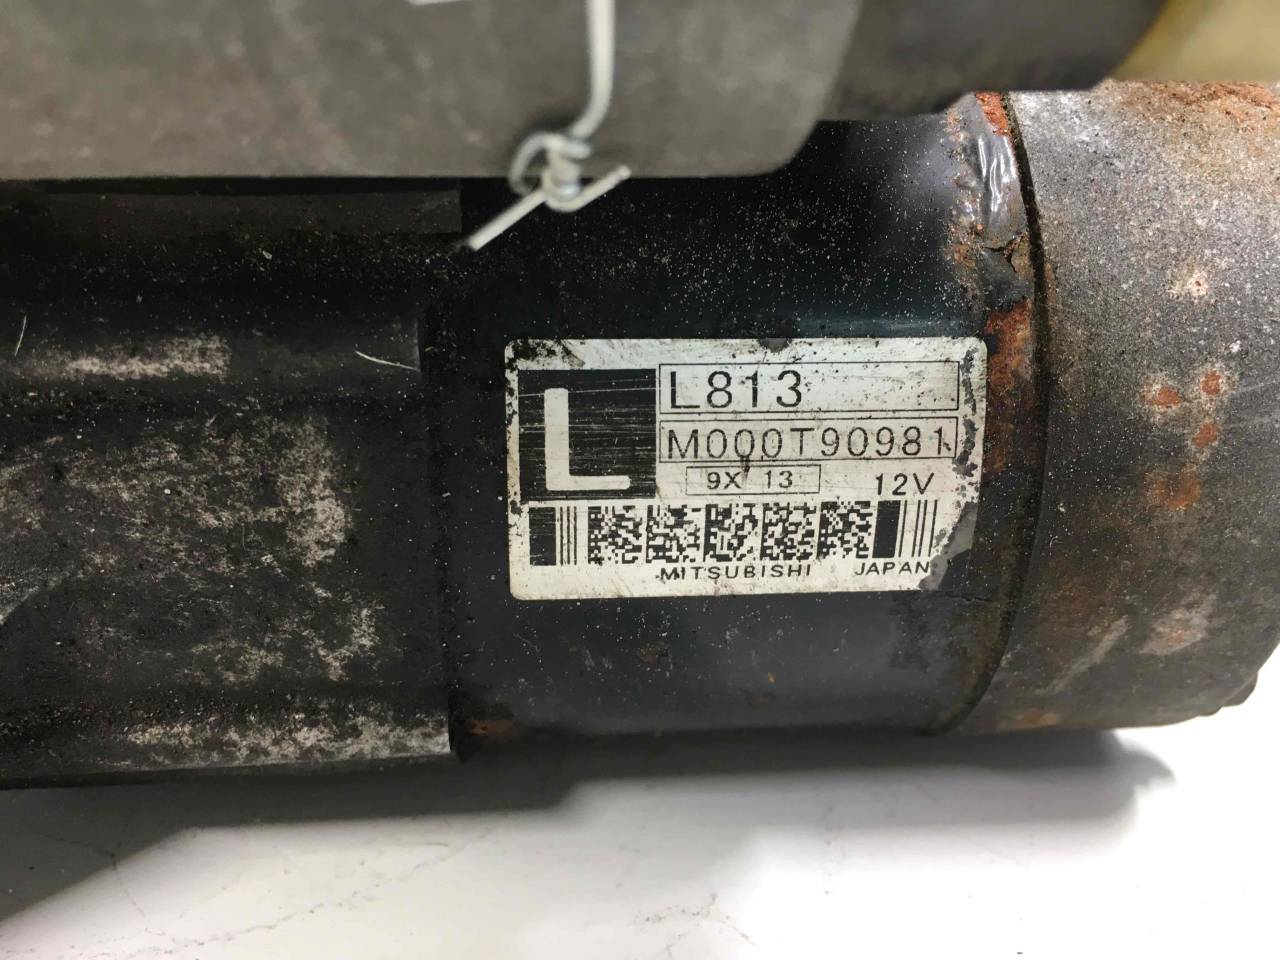 L
L813
M000T90981
9X 13
12V
MITSUBISHI JAPAN